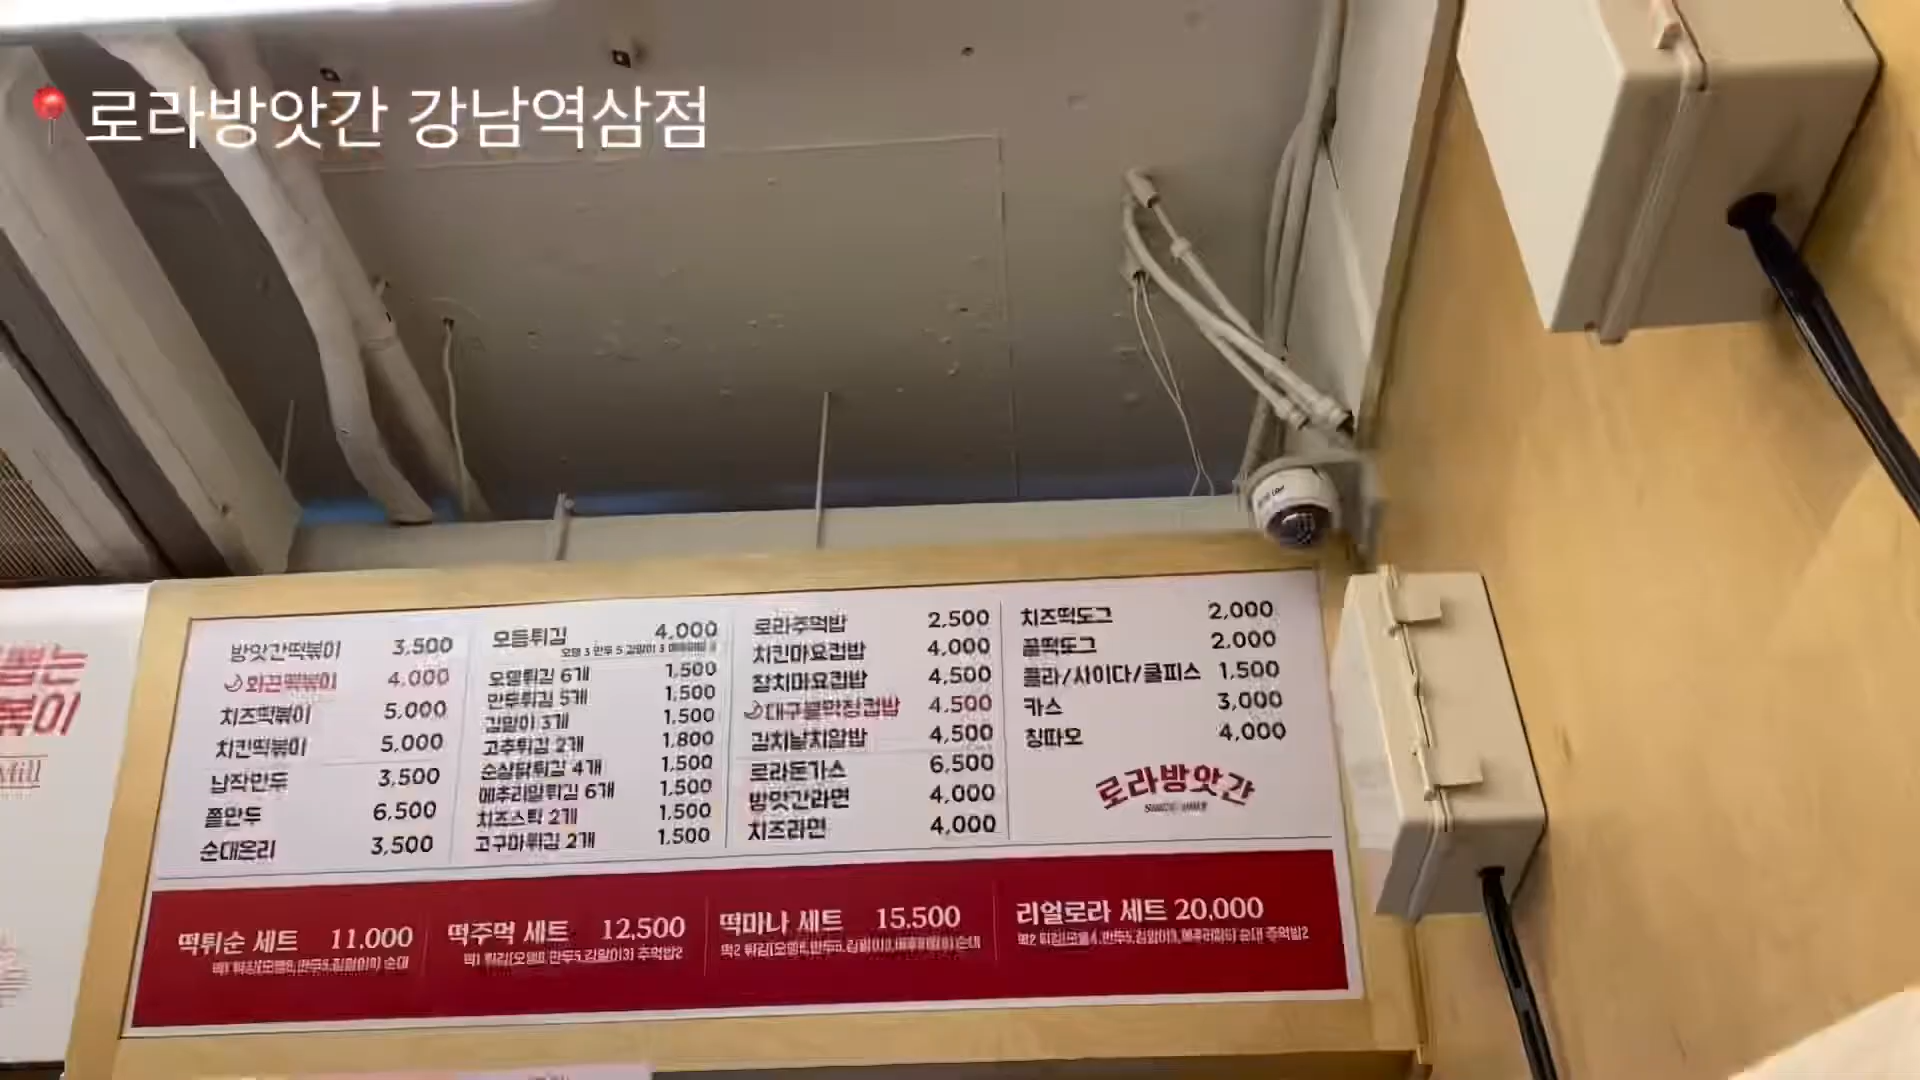 📍로라방앗간 강남역삼점
방앗간떡볶이 3,500
화끈떡볶이 4,000
치즈떡볶이 5,000
치킨떡볶이 5,000
납작만두 3,500
쫄만두 6,500
순대온리 3,500
모듬튀김 4,000
오뎅튀김 6개 1,500
만두튀김 5개 1,500
김말이 3개 1,500
고추튀김 2개 1,800
순살닭튀김 4개 1,500
메추리알튀김 6개 1,500
치즈스틱 2개 1,500
고구마튀김 2개 1,500
로라주먹밥 2,500
치킨마요컵밥 4,000
참치마요컵밥 4,500
대구불막창컵밥 4,500
김치날치알밥 4,500
로라돈가스 6,500
방앗간라면 4,000
치즈라면 4,000
치즈떡도그 2,000
꿀떡도그 2,000
콜라/사이다/쿨피스 1,500
카스 3,000
칭따오 4,000
로라방앗간
떡튀순 세트 11,000
떡주먹 세트 12,500
떡마나 세트 15,500
리얼로라 세트 20,000
뽑는
볶이
Mill